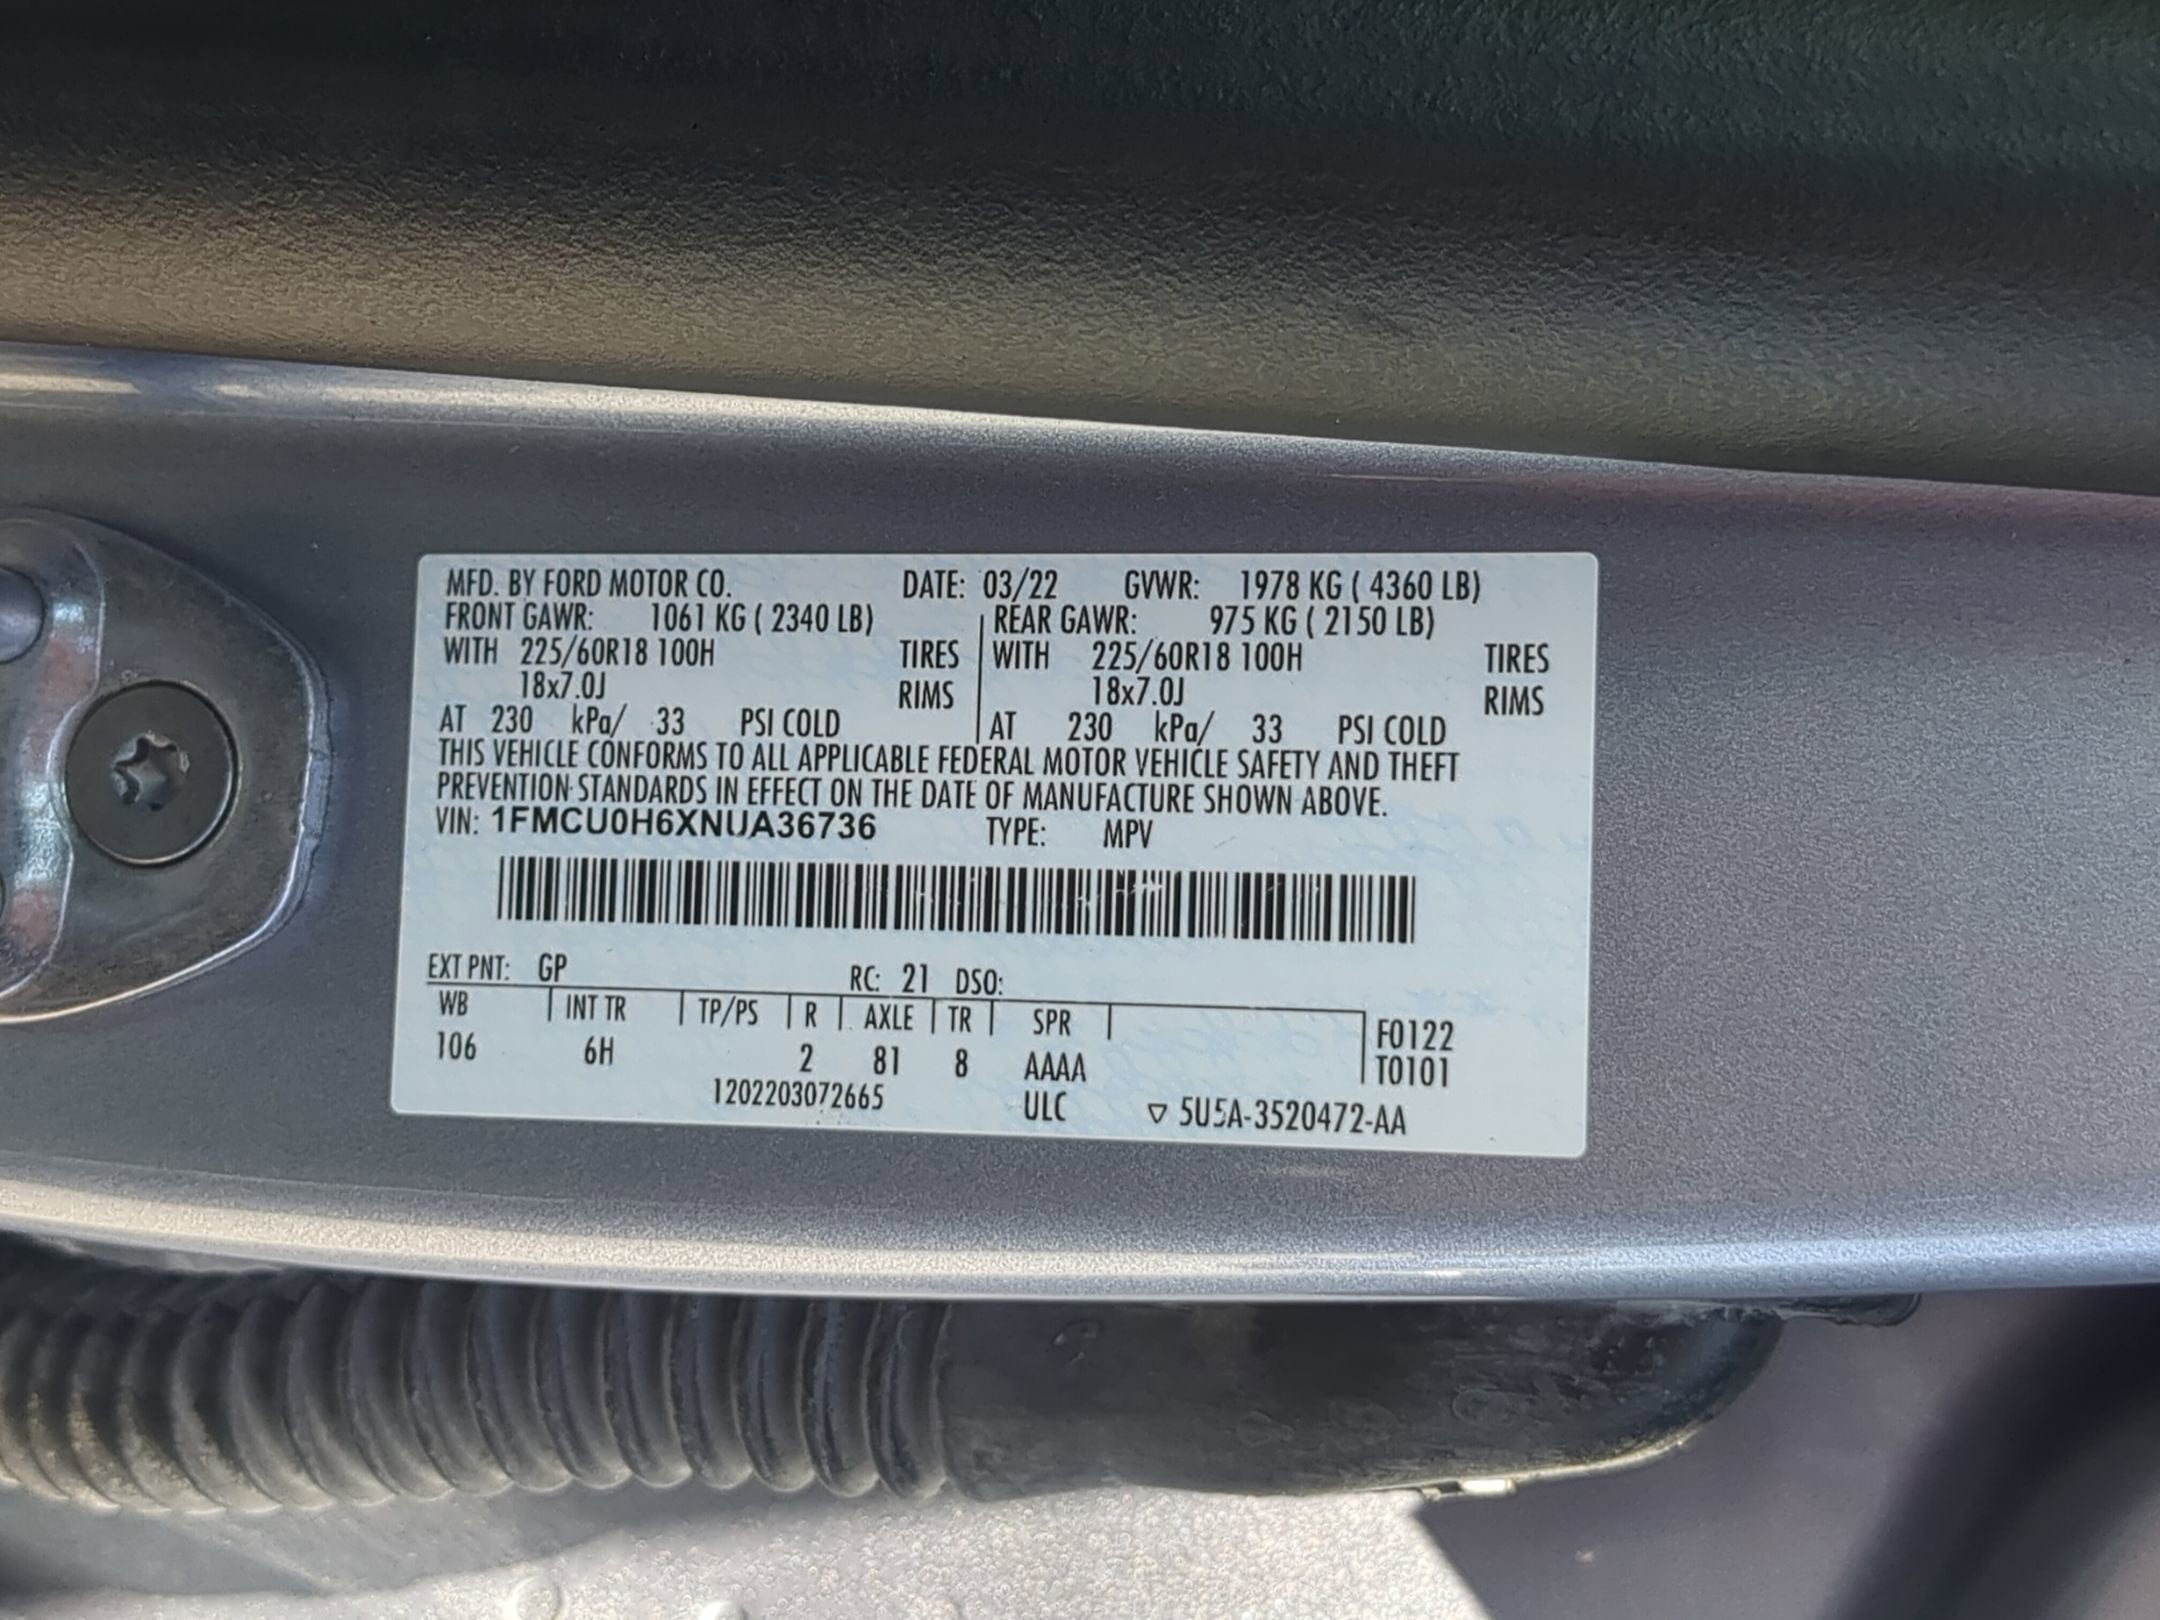 MFD. BY FORD MOTOR CO. DATE: 03/22 GVWR: 1978 KG ( 4360 LB)
FRONT GAWR: 1061 KG ( 2340 LB) REAR GAWR: 975 KG ( 2150 LB)
WITH 225/60R18 100H TIRES WITH 225/60R18 100H TIRES
18x7.0J RIMS 18x7.0J RIMS
AT 230 kPa/ 33 PSI COLD AT 230 kPa/ 33 PSI COLD
THIS VEHICLE CONFORMS TO ALL APPLICABLE FEDERAL MOTOR VEHICLE SAFETY AND THEFT
PREVENTION STANDARDS IN EFFECT ON THE DATE OF MANUFACTURE SHOWN ABOVE.
VIN: 1FMCU0H6XNUA36736 TYPE: MPV
EXT PNT: GP RC: 21 DSO:
WB INT TR TP/PS R AXLE TR SPR F0122
106 6H 2 81 8 AAAA T0101
1202203072665 ULC ▽ 5U5A-3520472-AA